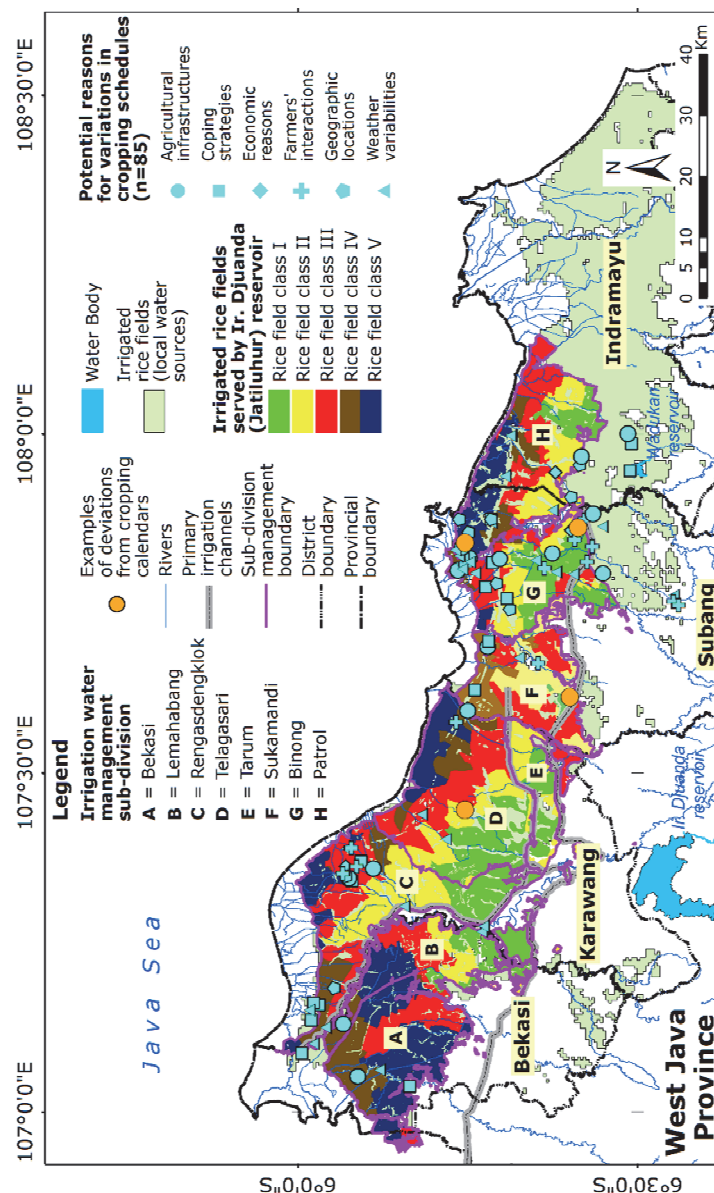 107°0'0"E
107°30'0"E
108°0'0"E
108°30'0"E
6°0'0"S
6°30'0"S
Legend
Irrigation water
management
sub-division
A = Bekasi
B = Lemahabang
C = Rengasdengklok
D = Telagasari
E = Tarum
F = Sukamandi
G = Binong
H = Patrol
Examples
of deviations
from cropping
calendars
Rivers
Primary
irrigation
channels
Sub-division
management
boundary
District
boundary
Provincial
boundary
Water Body
Irrigated
rice fields
(local water
sources)
Irrigated rice fields
served by Ir. Djuanda
(Jatiluhur) reservoir
Rice field class I
Rice field class II
Rice field class III
Rice field class IV
Rice field class V
Potential reasons
for variations in
cropping schedules
(n=85)
Agricultural
infrastructures
Coping
strategies
Economic
reasons
Farmers'
interactions
Geographic
locations
Weather
variabilities
Java Sea
A
B
C
D
E
F
G
H
Bekasi
Karawang
Subang
Indramayu
Ir. Djuanda
reservoir
Wadukan
reservoir
West Java
Province
N
0 5 10 20 30 40
Km